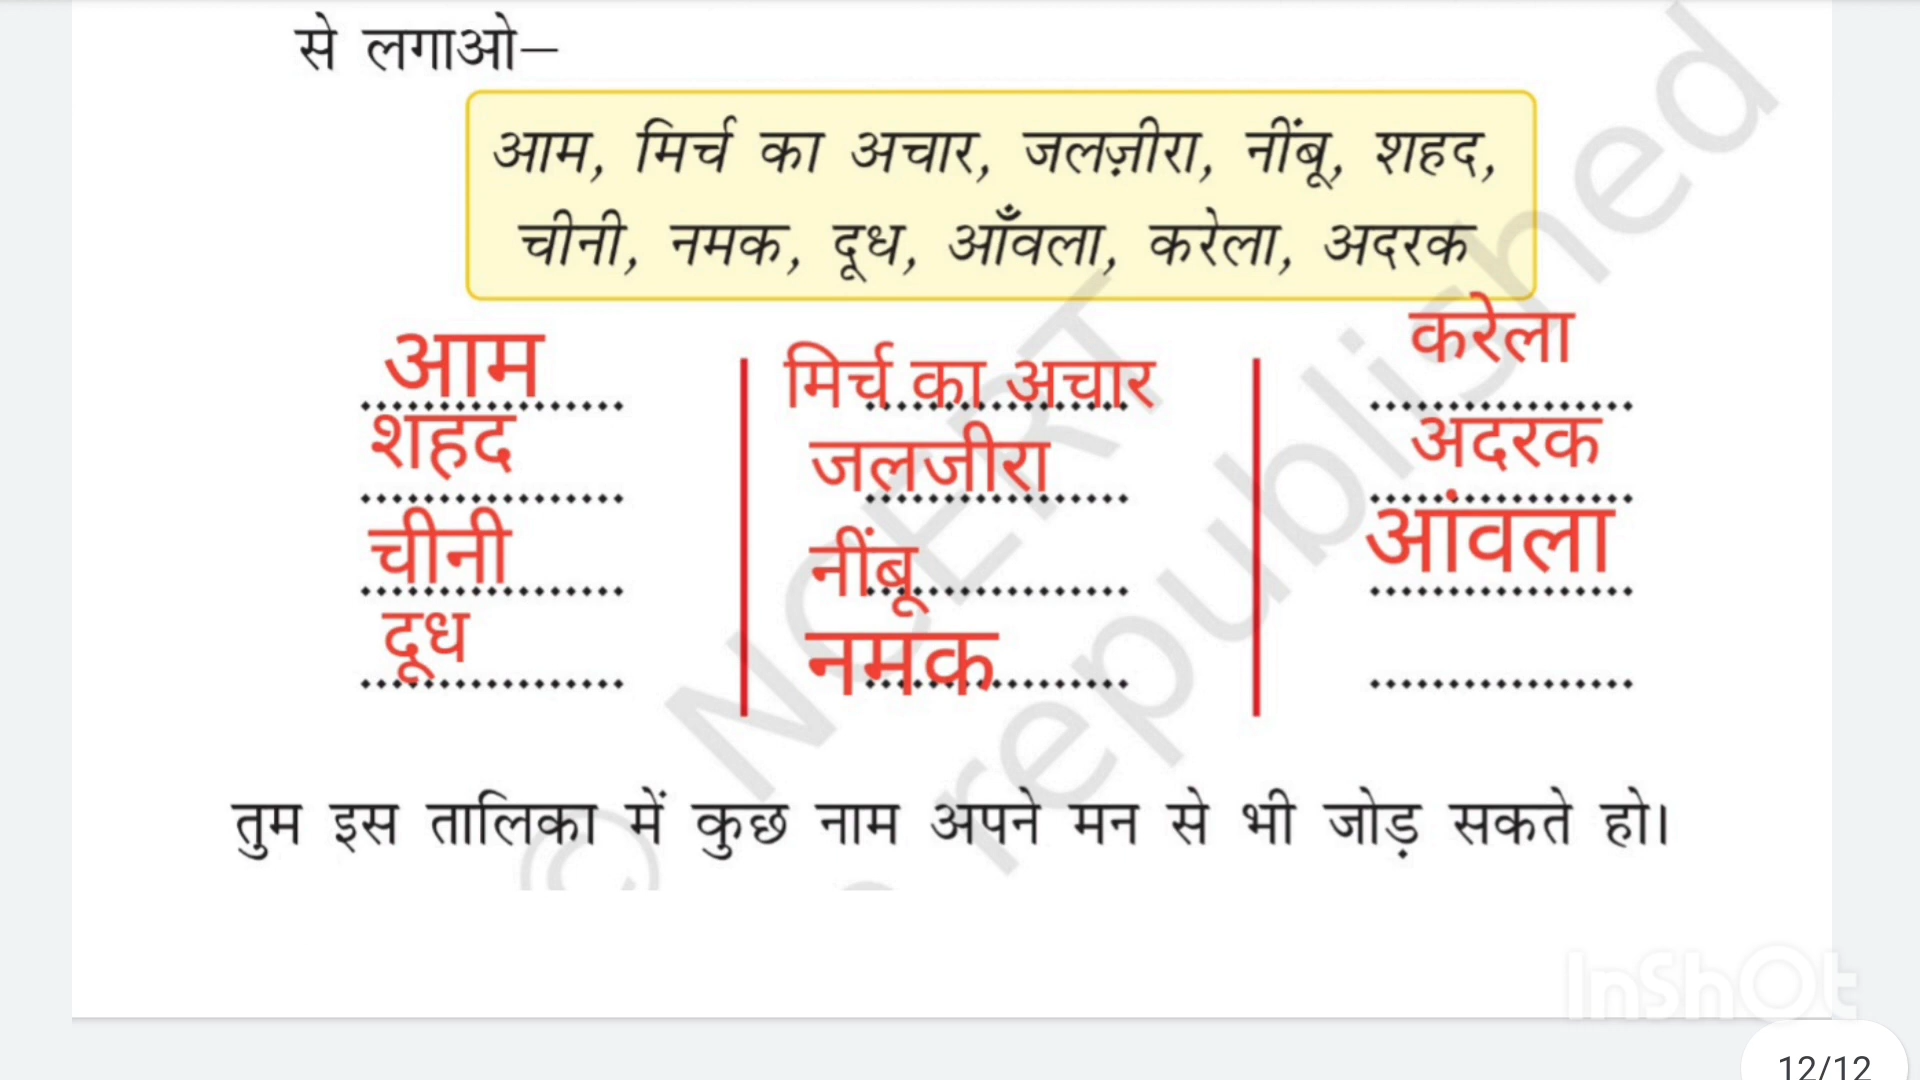 से लगाओ—
आम, मिर्च का अचार, जलज़ीरा, नींबू, शहद,
चीनी, नमक, दूध, आँवला, करेला, अदरक
आम मिर्च का अचार करेला
शहद जलजीरा अदरक
चीनी नींबू आंवला
दूध नमक
तुम इस तालिका में कुछ नाम अपने मन से भी जोड़ सकते हो।
© NCERT
republished
InShOt
12/12